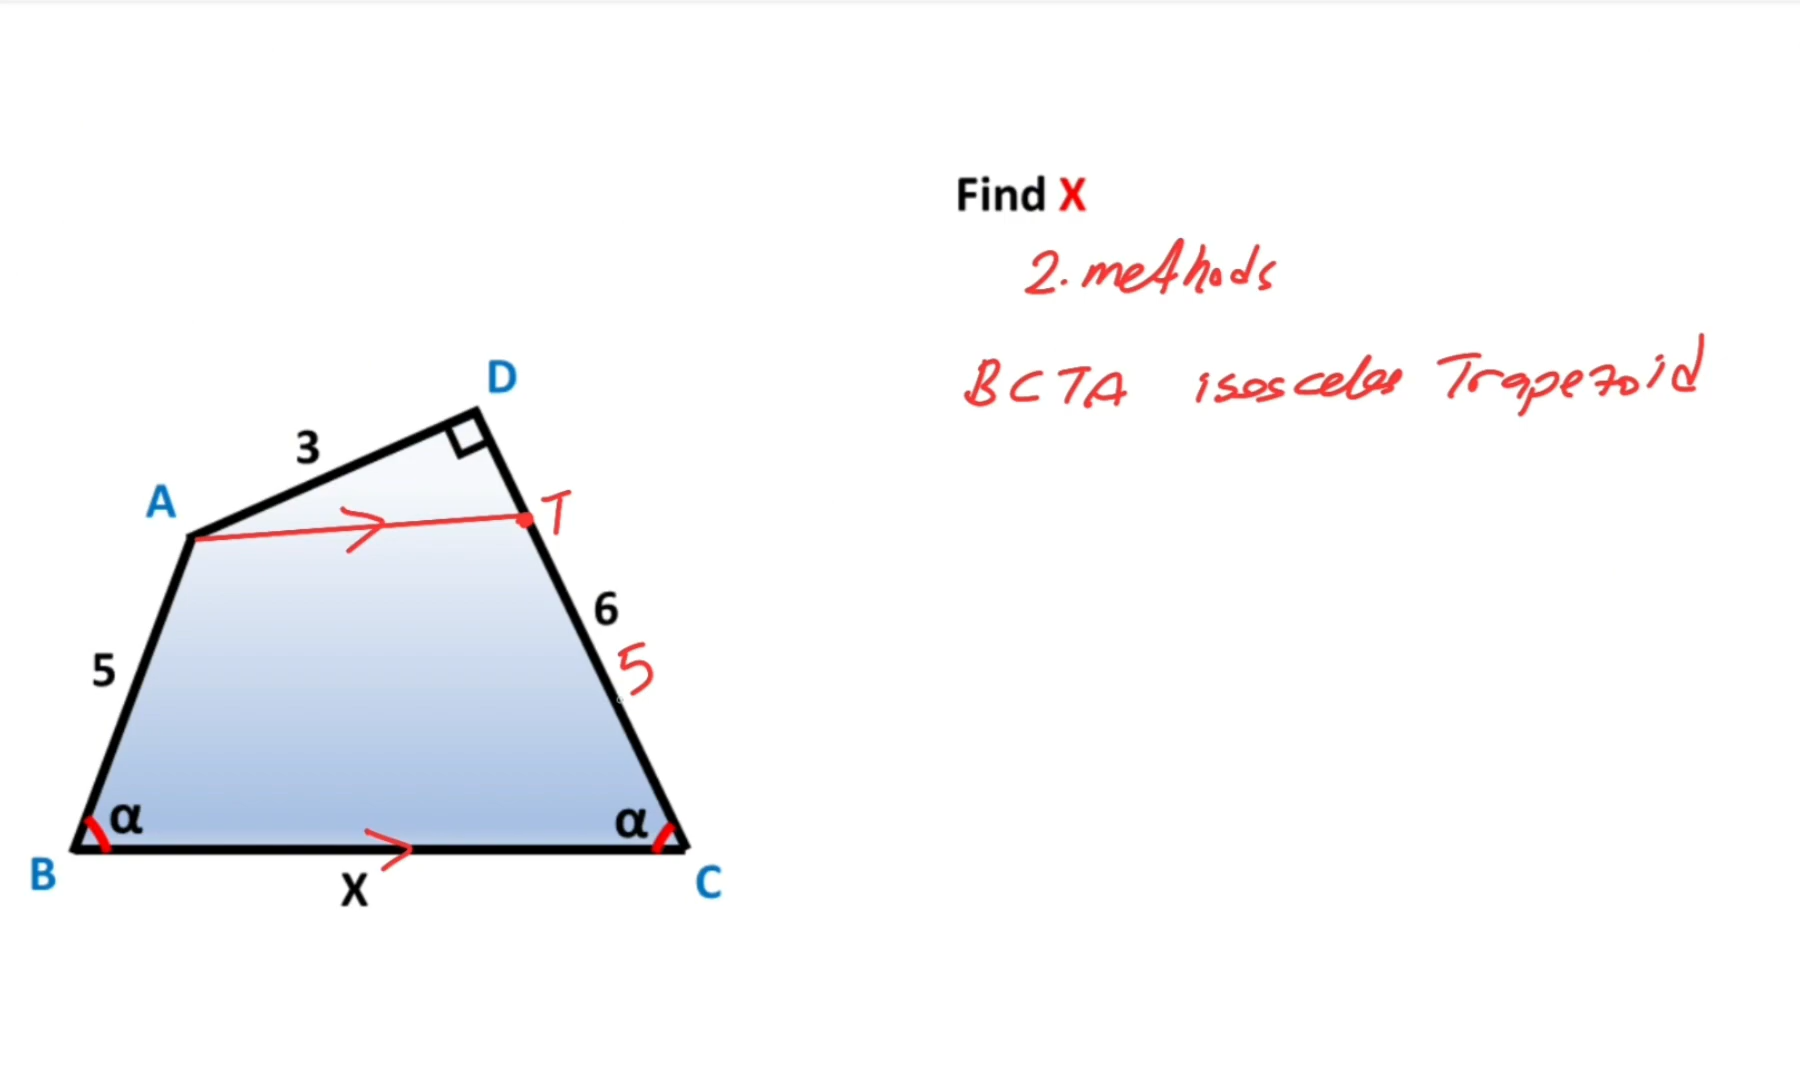 Find X
2. methods
BCTA isosceles Trapezoid
D
3
A
T
6
5
5
α
α
B
X
C